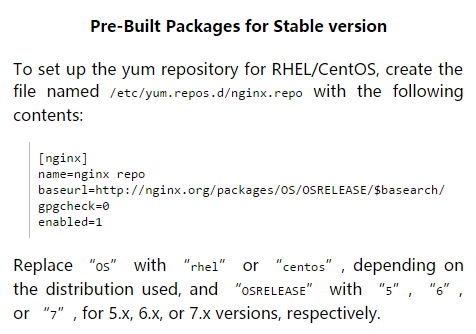 Pre-Built Packages for Stable version
To set up the yum repository for RHEL/CentOS, create the
file named /etc/yum.repos.d/nginx.repo with the following
contents:
[nginx]
name=nginx repo
baseurl=http://nginx.org/packages/OS/OSRELEASE/$basearch/
gpgcheck=0
enabled=1
Replace “OS” with “rhel” or “centos” , depending on
the distribution used, and “OSRELEASE” with “5” , “6” ,
or “7” , for 5.x, 6.x, or 7.x versions, respectively.